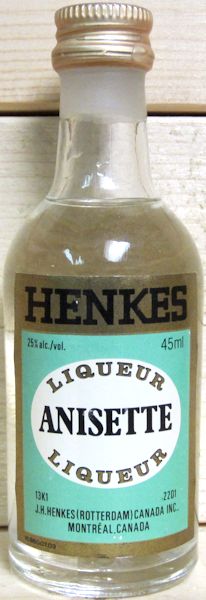 HENKES
25% alc./vol. 45ml
LIQUEUR
ANISETTE
LIQUEUR
13K1 2201
J.H.HENKES(ROTTERDAM)CANADA INC.,
MONTRÉAL,CANADA